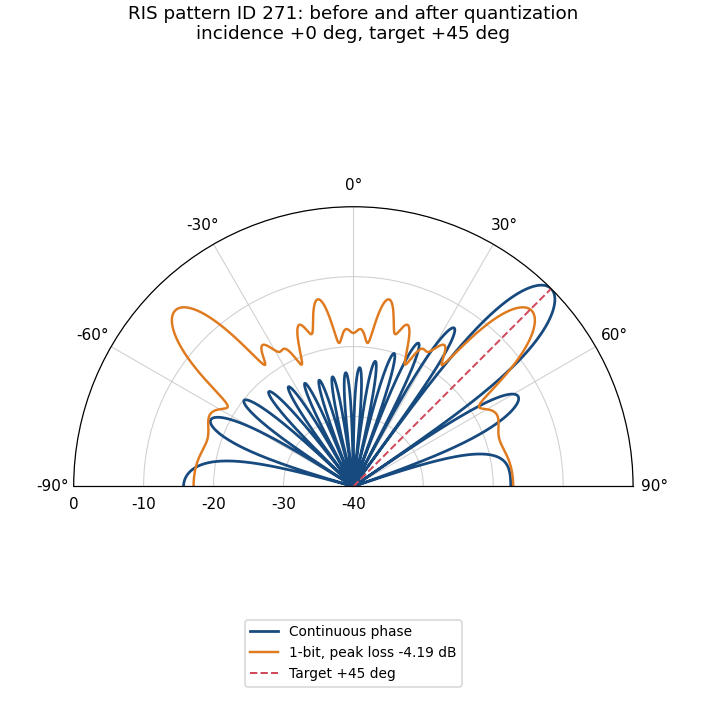 RIS pattern ID 271: before and after quantization
incidence +0 deg, target +45 deg
0°
-30°
30°
-60°
60°
-90°
90°
0
-10
-20
-30
-40
Continuous phase
1-bit, peak loss -4.19 dB
Target +45 deg